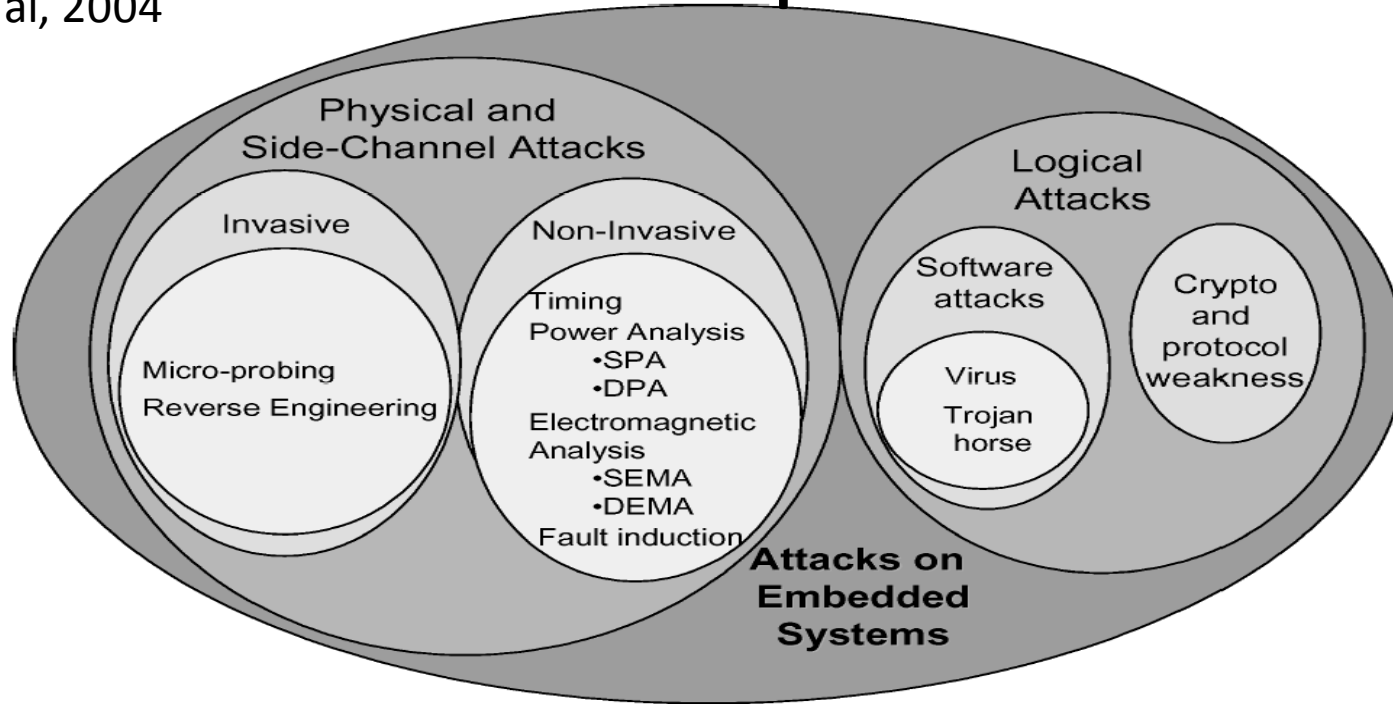 al, 2004
Physical and
Side-Channel Attacks
Invasive
Micro-probing
Reverse Engineering
Non-Invasive
Timing
Power Analysis
•SPA
•DPA
Electromagnetic
Analysis
•SEMA
•DEMA
Fault induction
Logical
Attacks
Software
attacks
Virus
Trojan
horse
Crypto
and
protocol
weakness
Attacks on
Embedded
Systems